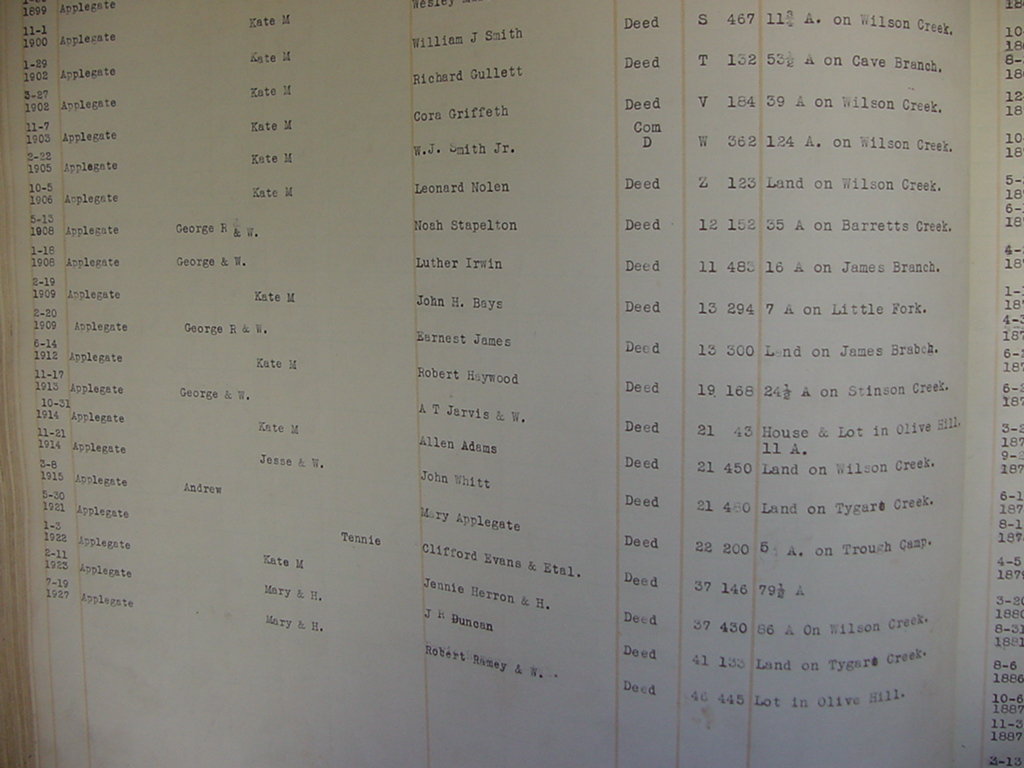 1899 Applegate
11-1 1900 Applegate Kate M Wesley
1-29 1902 Applegate Kate M William J Smith Deed S 467 11¾ A. on Wilson Creek.
3-27 1902 Applegate Kate M Richard Gullett Deed T 132 53½ A on Cave Branch.
11-7 1903 Applegate Kate M Cora Griffeth Deed V 184 39 A on Wilson Creek.
2-22 1905 Applegate Kate M W.J. Smith Jr. Com D W 362 124 A. on Wilson Creek.
10-5 1906 Applegate Kate M Leonard Nolen Deed Z 123 Land on Wilson Creek.
5-13 1908 Applegate George R & W. Noah Stapelton Deed 12 152 35 A on Barretts Creek.
1-18 1908 Applegate George & W. Luther Irwin Deed 11 483 16 A on James Branch.
2-19 1909 Applegate Kate M John H. Bays Deed 13 294 7 A on Little Fork.
2-20 1909 Applegate George R & W. Earnest James Deed 13 300 Land on James Brabch.
6-14 1912 Applegate Kate M Robert Haywood Deed 19 168 24½ A on Stinson Creek.
11-17 1913 Applegate George & W. A T Jarvis & W. Deed 21 43 House & Lot in Olive Hill. 11 A.
10-31 1914 Applegate Kate M Allen Adams Deed 21 450 Land on Wilson Creek.
11-21 1914 Applegate Jesse & W. John Whitt Deed 21 480 Land on Tygart Creek.
3-8 1915 Applegate Andrew Mary Applegate Deed 22 200 5 A. on Trough Camp.
5-30 1921 Applegate Tennie Clifford Evans & Etal. Deed 37 146 79½ A
1-3 1922 Applegate Kate M Jennie Herron & H. Deed 37 430 86 A On Wilson Creek.
2-11 1923 Applegate Mary & H. J R Duncan Deed 41 133 Land on Tygart Creek.
7-19 1927 Applegate Mary & H. Robert Ramey & W. Deed 46 445 Lot in Olive Hill.